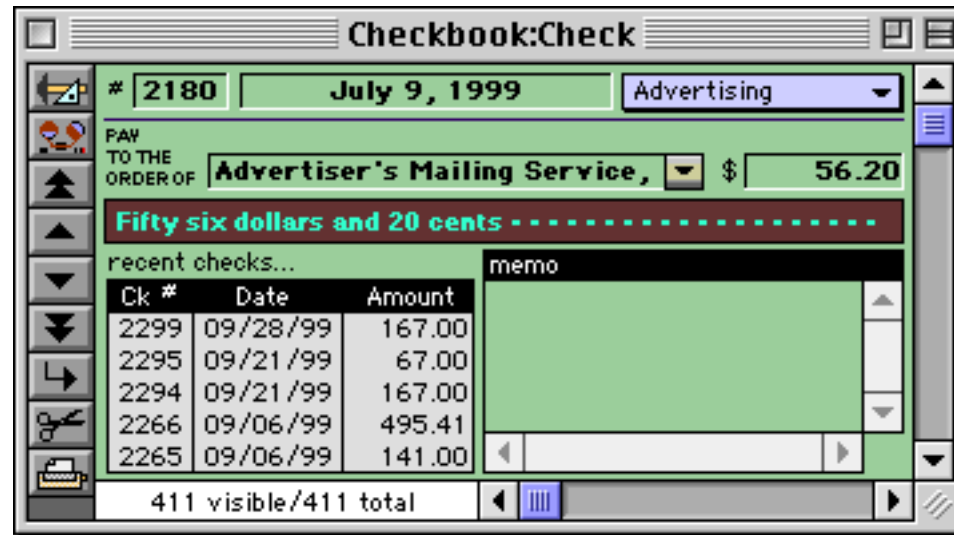 Checkbook:Check
# 2180 July 9, 1999 Advertising
PAY
TO THE
ORDER OF Advertiser's Mailing Service, $ 56.20
Fifty six dollars and 20 cents - - - - - - - - - - - - - - - - - - - - -
recent checks... memo
Ck # Date Amount
2299 09/28/99 167.00
2295 09/21/99 67.00
2294 09/21/99 167.00
2266 09/06/99 495.41
2265 09/06/99 141.00
411 visible/411 total